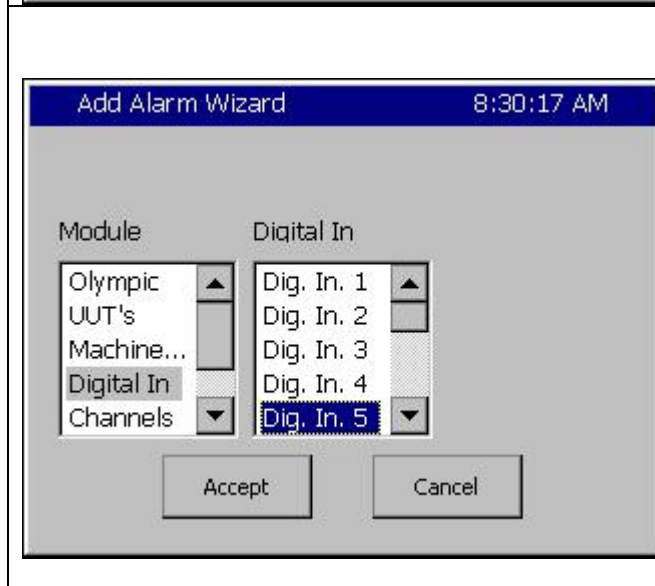 Add Alarm Wizard 8:30:17 AM
Module Digital In
Olympic Dig. In. 1
UUT's Dig. In. 2
Machine... Dig. In. 3
Digital In Dig. In. 4
Channels Dig. In. 5
Accept Cancel